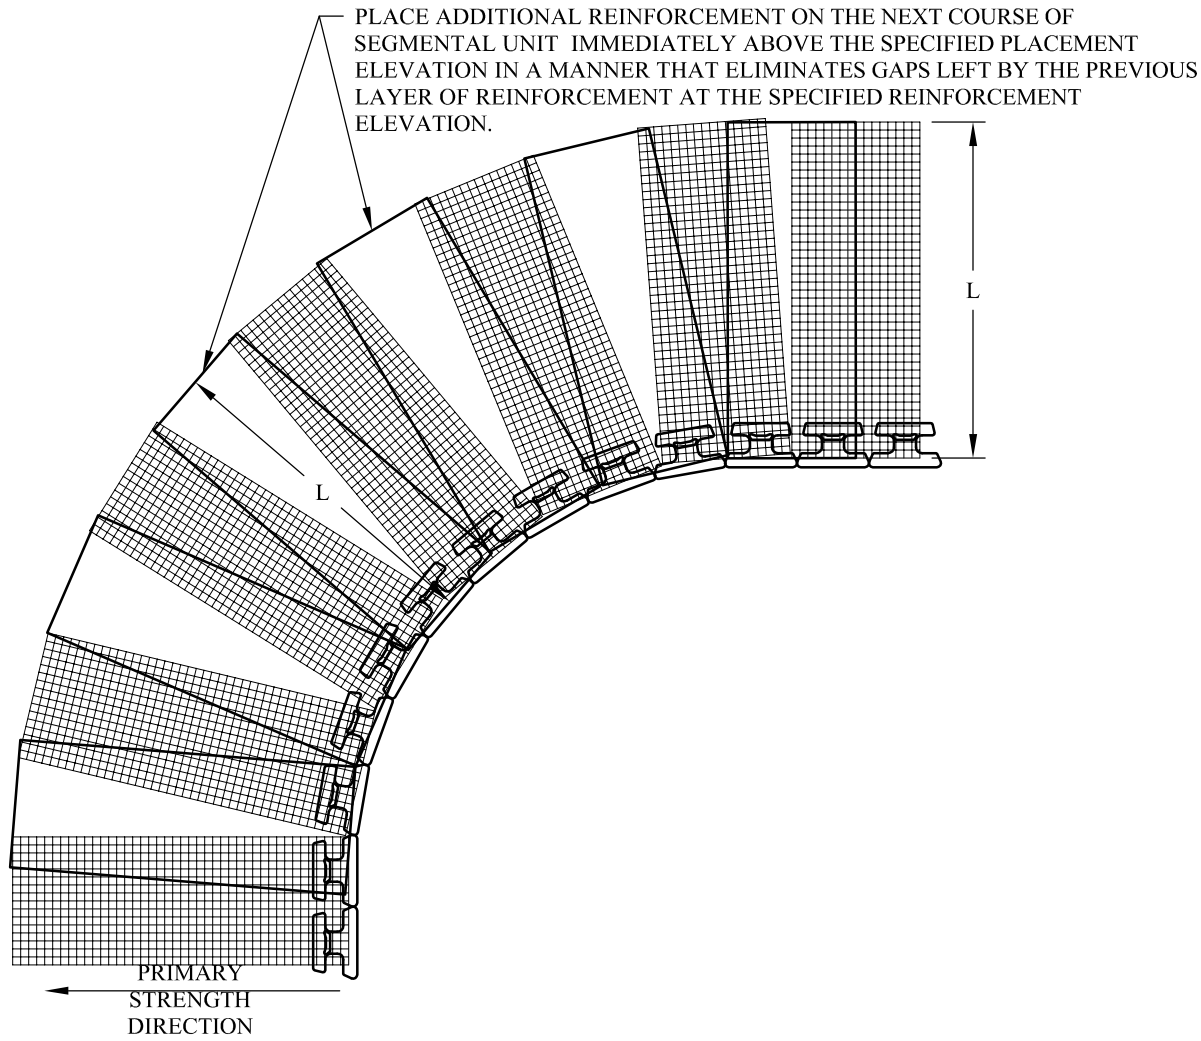 PLACE ADDITIONAL REINFORCEMENT ON THE NEXT COURSE OF
SEGMENTAL UNIT IMMEDIATELY ABOVE THE SPECIFIED PLACEMENT
ELEVATION IN A MANNER THAT ELIMINATES GAPS LEFT BY THE PREVIOUS
LAYER OF REINFORCEMENT AT THE SPECIFIED REINFORCEMENT
ELEVATION.
L
L
PRIMARY
STRENGTH
DIRECTION